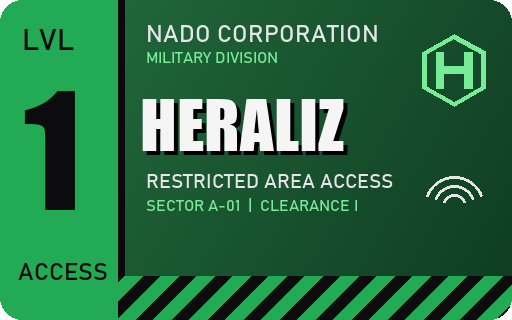 LVL
1
ACCESS
NADO CORPORATION
MILITARY DIVISION
H
HERALIZ
RESTRICTED AREA ACCESS
SECTOR A-01 | CLEARANCE I